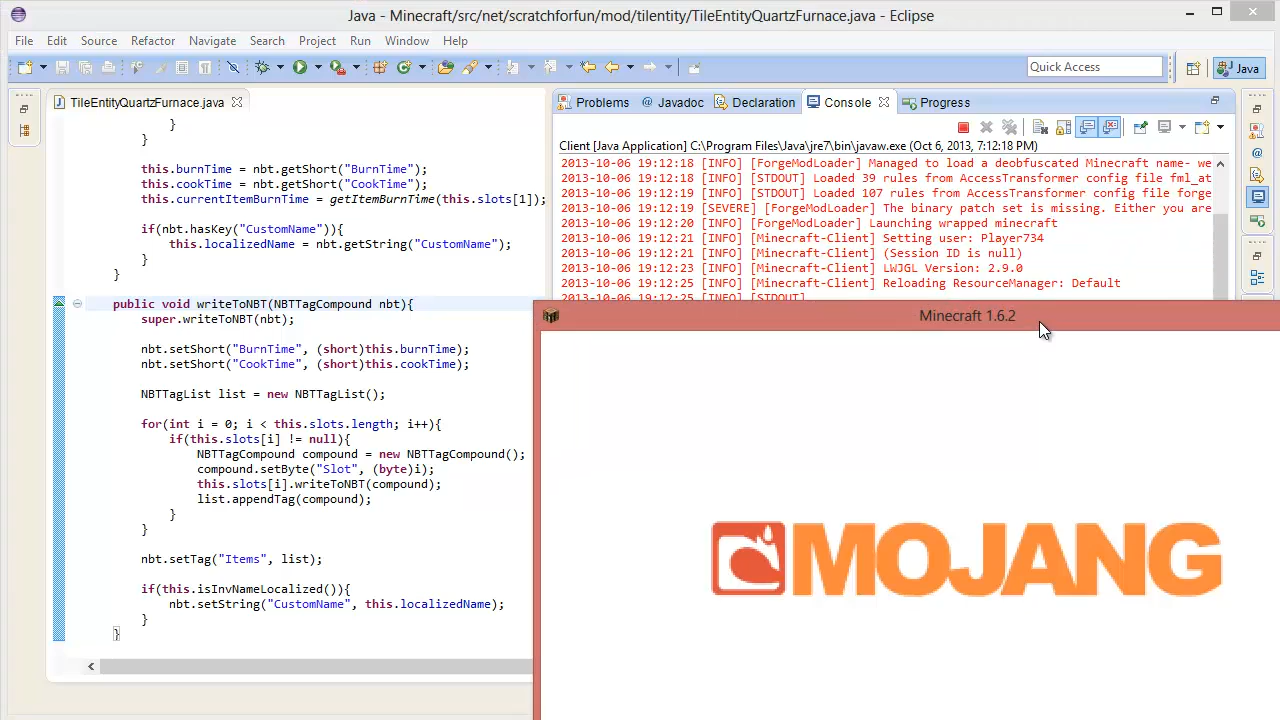 Java - Minecraft/src/net/scratchforfun/mod/tilentity/TileEntityQuartzFurnace.java - Eclipse
File Edit Source Refactor Navigate Search Project Run Window Help
Quick Access
Java
TileEntityQuartzFurnace.java
}
}
this.burnTime = nbt.getShort("BurnTime");
this.cookTime = nbt.getShort("CookTime");
this.currentItemBurnTime = getItemBurnTime(this.slots[1]);
if(nbt.hasKey("CustomName")){
this.localizedName = nbt.getString("CustomName");
}
}
public void writeToNBT(NBTTagCompound nbt){
super.writeToNBT(nbt);
nbt.setShort("BurnTime", (short)this.burnTime);
nbt.setShort("CookTime", (short)this.cookTime);
NBTTagList list = new NBTTagList();
for(int i = 0; i < this.slots.length; i++){
if(this.slots[i] != null){
NBTTagCompound compound = new NBTTagCompound();
compound.setByte("Slot", (byte)i);
this.slots[i].writeToNBT(compound);
list.appendTag(compound);
}
}
nbt.setTag("Items", list);
if(this.isInvNameLocalized()){
nbt.setString("CustomName", this.localizedName);
}
}
Problems @ Javadoc Declaration Console Progress
Client [Java Application] C:\Program Files\Java\jre7\bin\javaw.exe (Oct 6, 2013, 7:12:18 PM)
2013-10-06 19:12:18 [INFO] [ForgeModLoader] Managed to load a deobfuscated Minecraft name- we
2013-10-06 19:12:18 [INFO] [STDOUT] Loaded 39 rules from AccessTransformer config file fml_at
2013-10-06 19:12:19 [INFO] [STDOUT] Loaded 107 rules from AccessTransformer config file forge
2013-10-06 19:12:19 [SEVERE] [ForgeModLoader] The binary patch set is missing. Either you are
2013-10-06 19:12:20 [INFO] [ForgeModLoader] Launching wrapped minecraft
2013-10-06 19:12:21 [INFO] [Minecraft-Client] Setting user: Player734
2013-10-06 19:12:21 [INFO] [Minecraft-Client] (Session ID is null)
2013-10-06 19:12:23 [INFO] [Minecraft-Client] LWJGL Version: 2.9.0
2013-10-06 19:12:25 [INFO] [Minecraft-Client] Reloading ResourceManager: Default
2013-10-06 19:12:25 [INFO] [STDOUT]
Minecraft 1.6.2
MOJANG